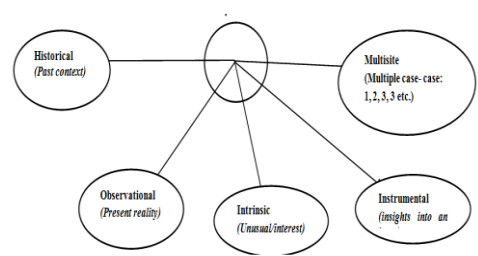 Historical
(Past context)
Multisite
(Multiple case- case:
1, 2, 3, 3 etc.)
Observational
(Present reality)
Intrinsic
(Unusual/interest)
Instrumental
(insights into an